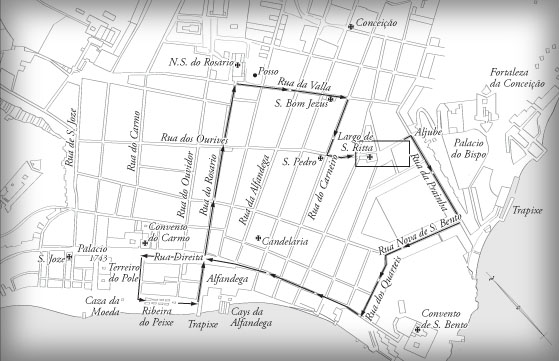 Conceição
N.S. do Rosario
Posso
Rua da Valla
S. Bom Jezus
Fortaleza
da Conceição
Rua de S. Joze
Rua do Carmo
Rua dos Ourives
Rua do Ouvidor
Rua do Rosario
Rua da Alfandega
S. Pedro
Rua do Carneiro
Largo de
S. Ritta
Aljube
Palacio
do Bispo
Rua da Prainha
Trapixe
Rua Nova de S. Bento
Convento
do Carmo
Candelaria
S. Joze
Palacio
1743
Rua Direita
Terreiro
do Pole
Alfandega
Rua dos Quarteis
Caza da
Moeda
Ribeira
do Peixe
Trapixe
Cays da
Alfandega
Convento
de S. Bento